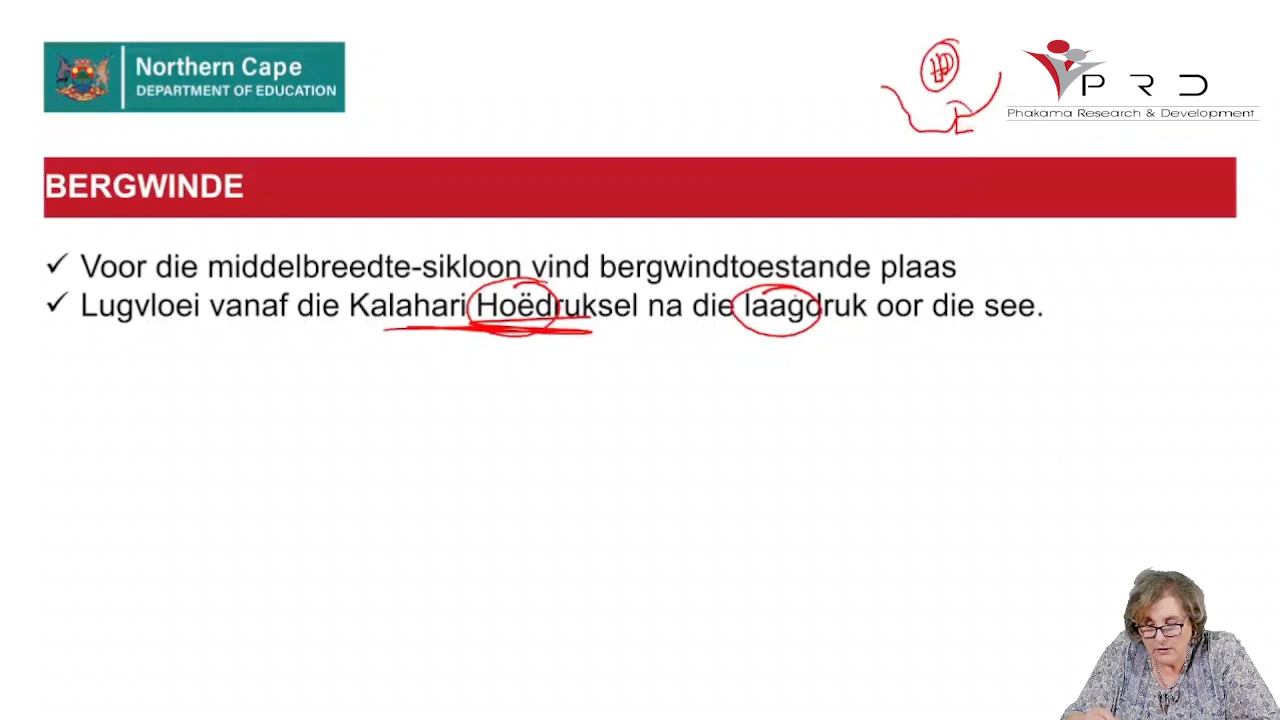 Northern Cape
DEPARTMENT OF EDUCATION
PRD
Phakama Research & Development
BERGWINDE
✓ Voor die middelbreedte-sikloon vind bergwindtoestande plaas
✓ Lugvloei vanaf die Kalahari Hoëdruksel na die laagdruk oor die see.